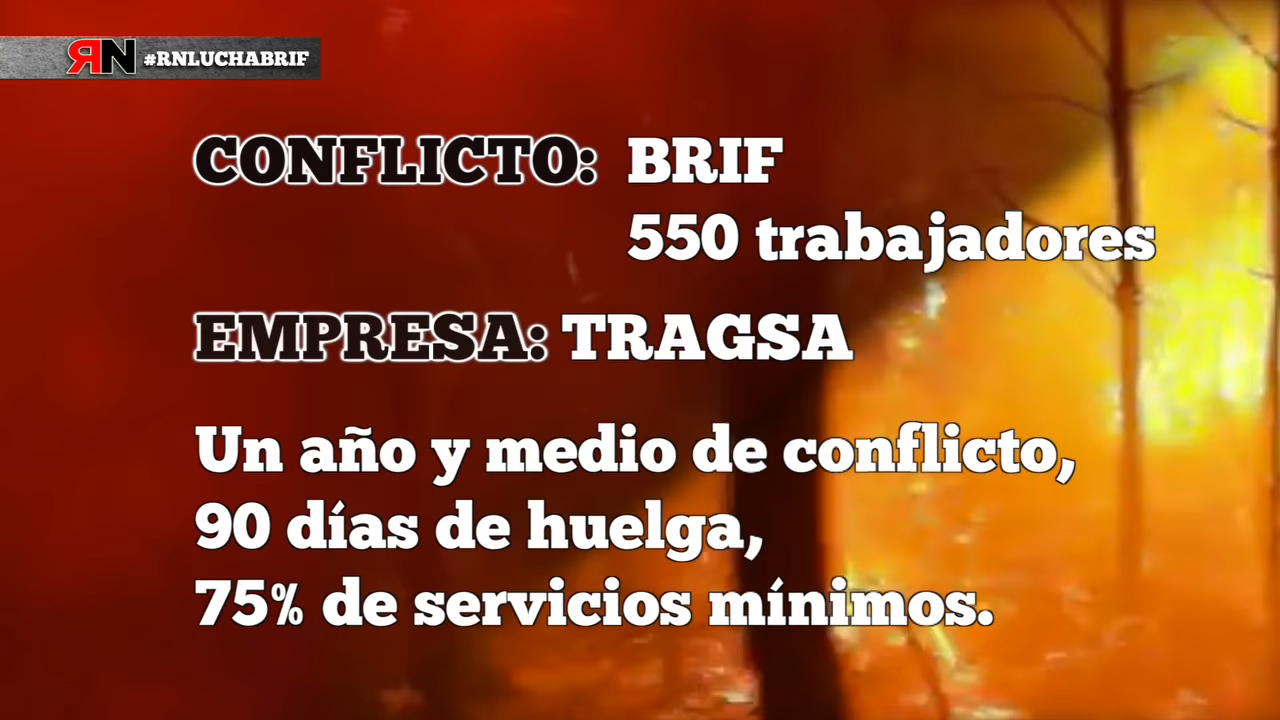 RN #RNLUCHABRIF
CONFLICTO: BRIF
550 trabajadores
EMPRESA: TRAGSA
Un año y medio de conflicto,
90 días de huelga,
75% de servicios mínimos.